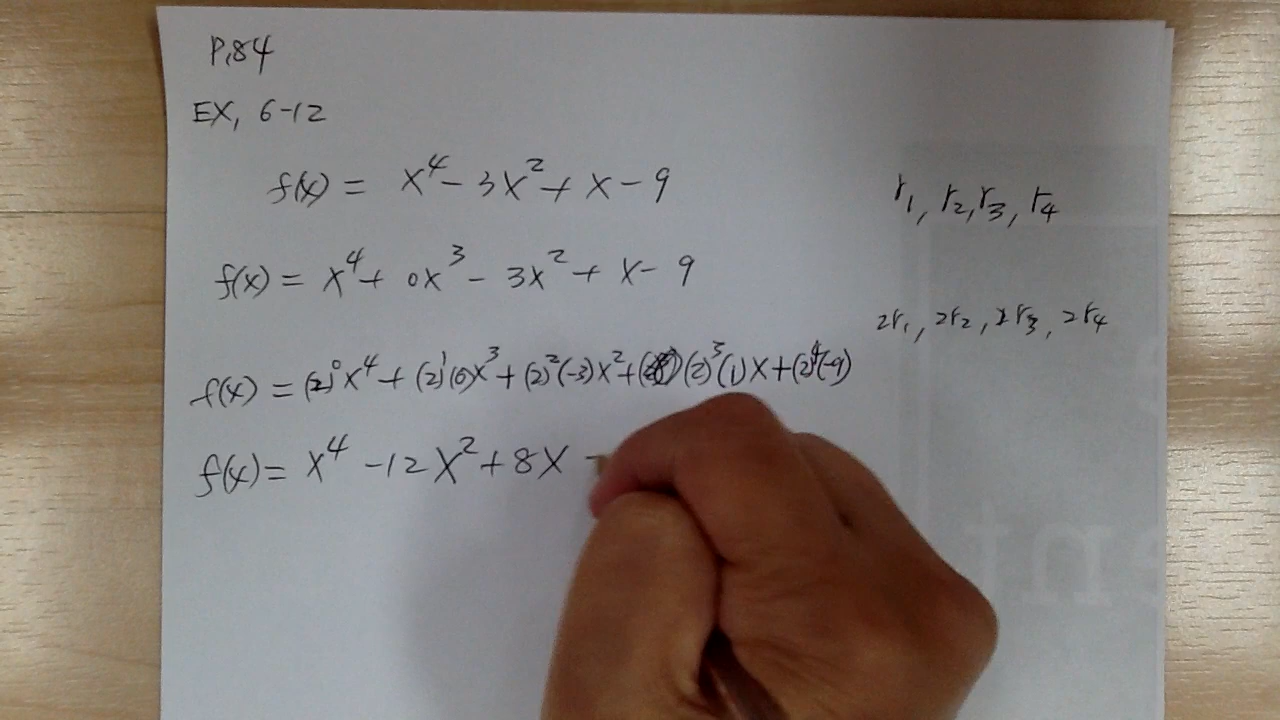 P.84
EX, 6-12
f(x) = x⁴ - 3x² + x - 9
r₁, r₂, r₃, r₄
f(x) = x⁴ + 0x³ - 3x² + x - 9
2r₁, 2r₂, 2r₃, 2r₄
f(x) = (2)⁰x⁴ + (2)¹(0)x³ + (2)²(-3)x² + (2)³(1)x + (2)⁴(-9)
f(x) = x⁴ - 12x² + 8x -
ent